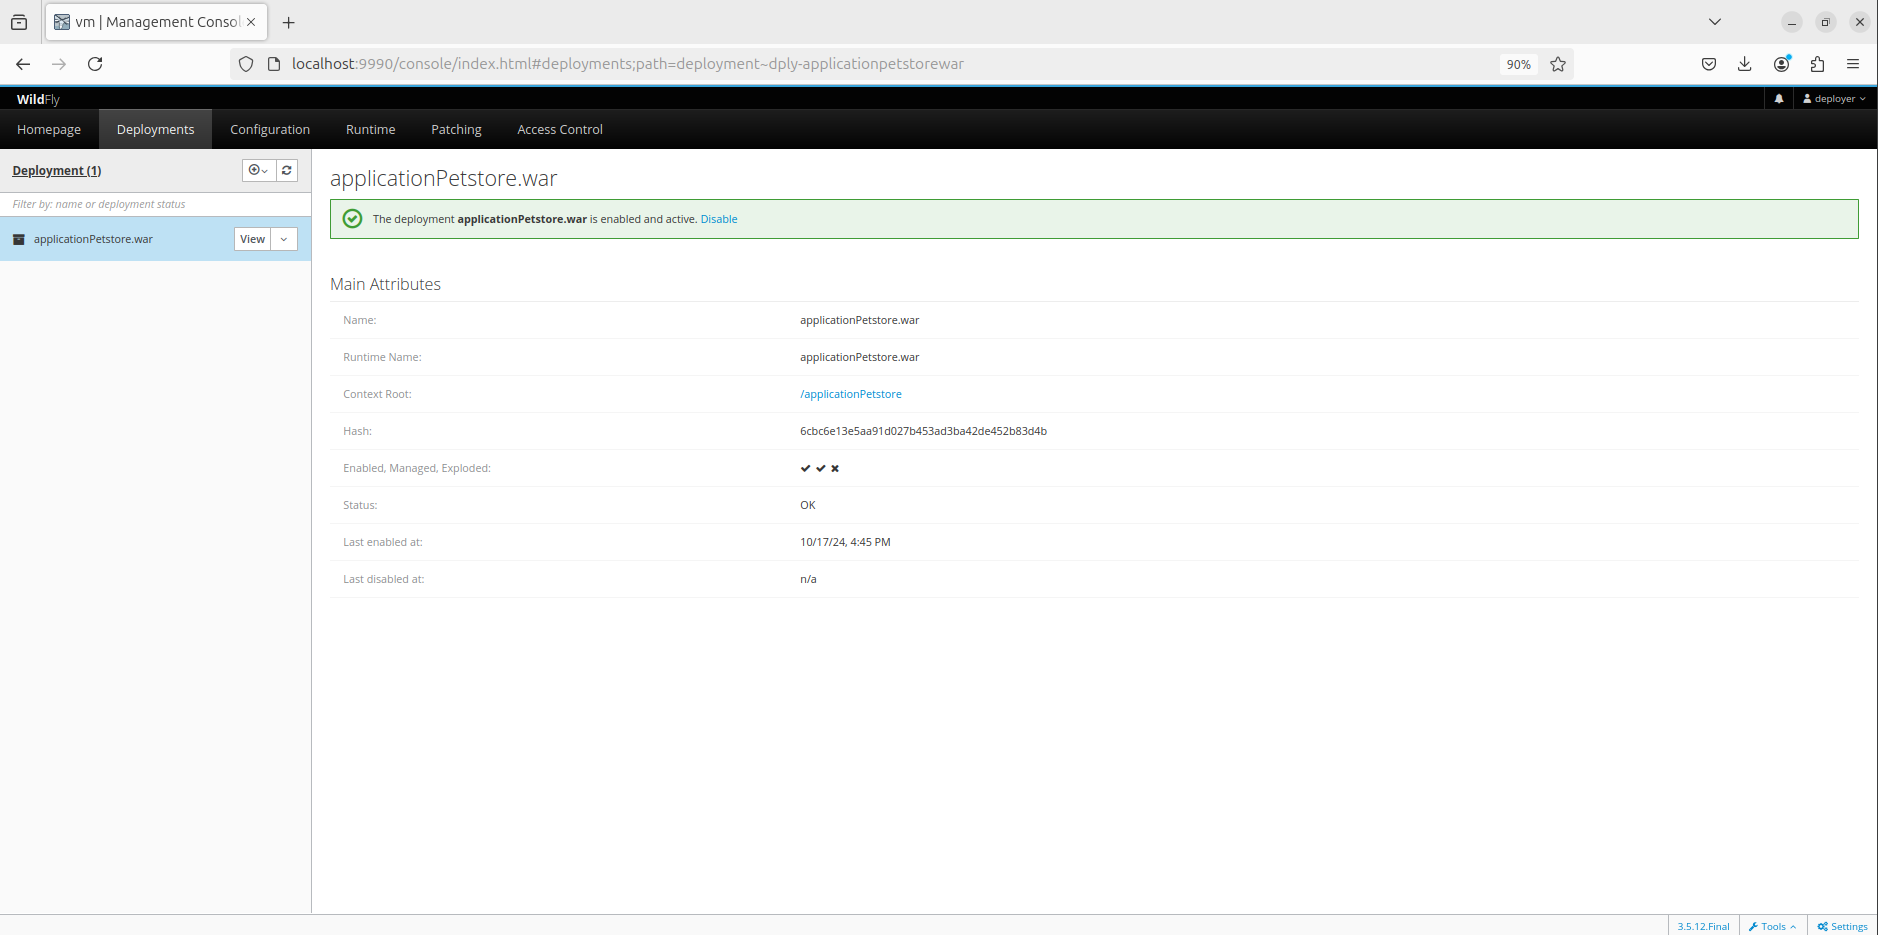 vm | Management Consol
localhost:9990/console/index.html#deployments;path=deployment~dply-applicationpetstorewar
90%
WildFly
deployer
Homepage
Deployments
Configuration
Runtime
Patching
Access Control
Deployment (1)
Filter by: name or deployment status
applicationPetstore.war
View
applicationPetstore.war
The deployment applicationPetstore.war is enabled and active. Disable
Main Attributes
Name: applicationPetstore.war
Runtime Name: applicationPetstore.war
Context Root: /applicationPetstore
Hash: 6cbc6e13e5aa91d027b453ad3ba42de452b83d4b
Enabled, Managed, Exploded:
Status: OK
Last enabled at: 10/17/24, 4:45 PM
Last disabled at: n/a
3.5.12.Final
Tools
Settings